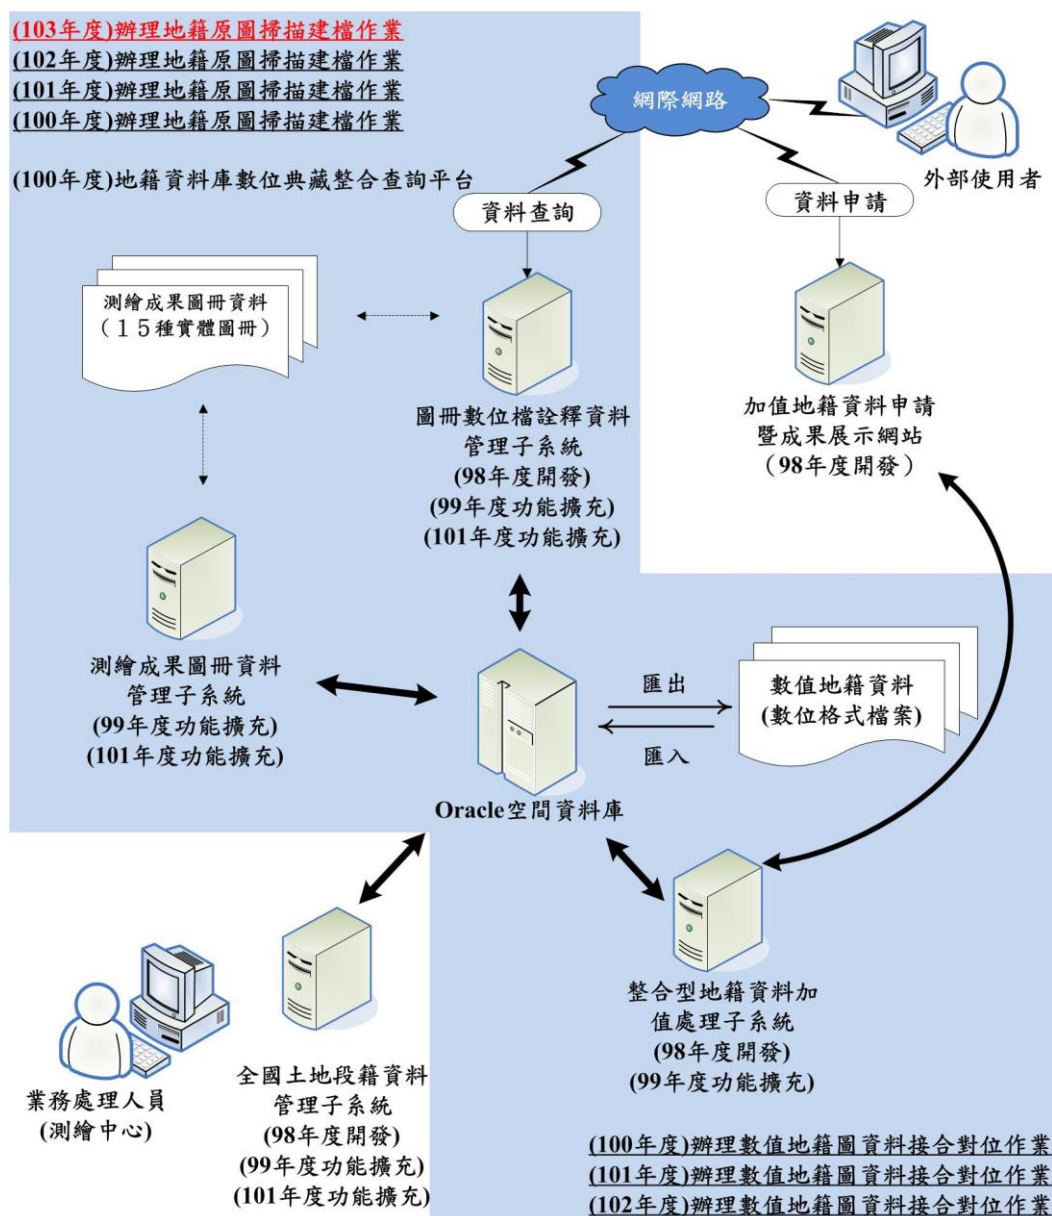 (103年度)辦理地籍原圖掃描建檔作業
(102年度)辦理地籍原圖掃描建檔作業
(101年度)辦理地籍原圖掃描建檔作業
(100年度)辦理地籍原圖掃描建檔作業
(100年度)地籍資料庫數位典藏整合查詢平台
網際網路
外部使用者
資料查詢
資料申請
測繪成果圖冊資料
（１５種實體圖冊）
圖冊數位檔詮釋資料
管理子系統
(98年度開發)
(99年度功能擴充)
(101年度功能擴充)
加值地籍資料申請
暨成果展示網站
（98年度開發）
測繪成果圖冊資料
管理子系統
(99年度功能擴充)
(101年度功能擴充)
Oracle空間資料庫
匯出
匯入
數值地籍資料
(數位格式檔案)
業務處理人員
(測繪中心)
全國土地段籍資料
管理子系統
(98年度開發)
(99年度功能擴充)
(101年度功能擴充)
整合型地籍資料加
值處理子系統
(98年度開發)
(99年度功能擴充)
(100年度)辦理數值地籍圖資料接合對位作業
(101年度)辦理數值地籍圖資料接合對位作業
(102年度)辦理數值地籍圖資料接合對位作業